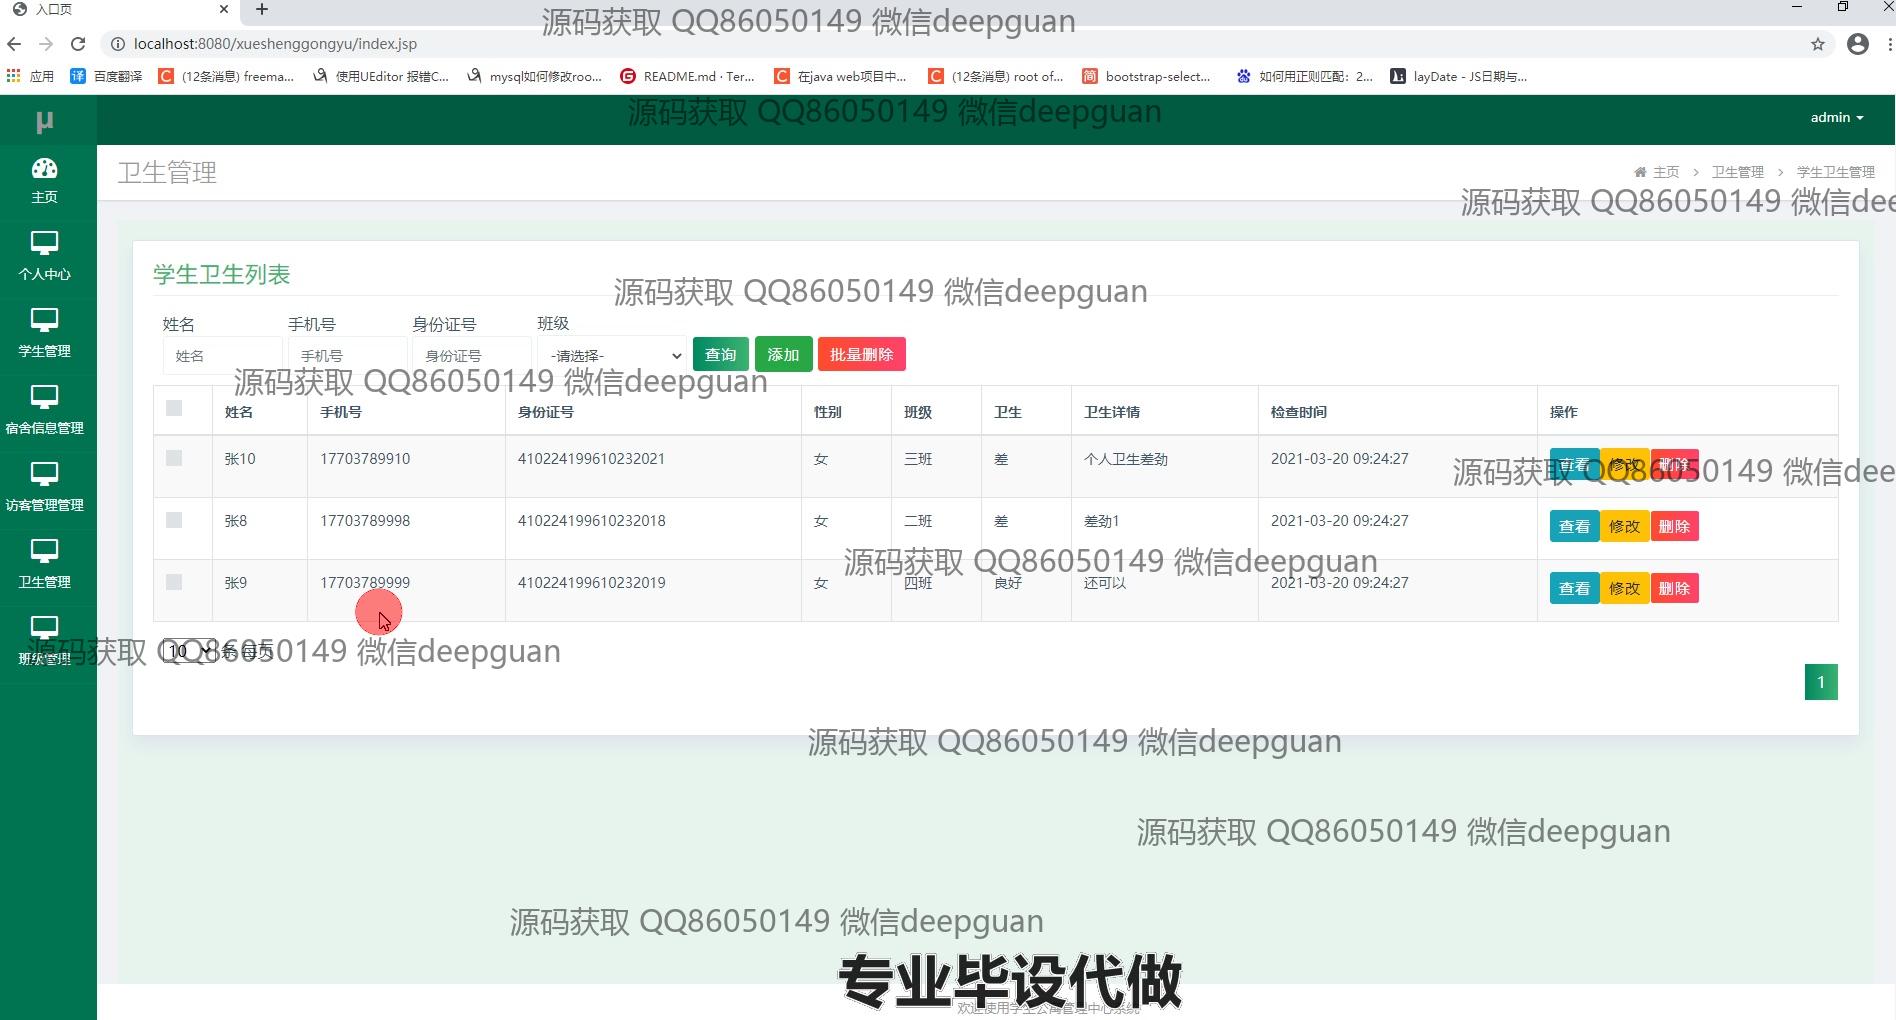 入口页
源码获取 QQ86050149 微信deepguan
localhost:8080/xueshenggongyu/index.jsp
应用 百度翻译 (12条消息) freema... 使用UEditor 报错C... mysql如何修改roo... README.md · Ter... 在java web项目中... (12条消息) root of... bootstrap-select... 如何用正则匹配：2... layDate - JS日期与...
源码获取 QQ86050149 微信deepguan
μ admin
主页
卫生管理 主页 > 卫生管理 > 学生卫生管理
源码获取 QQ86050149 微信dee
个人中心
学生卫生列表
源码获取 QQ86050149 微信deepguan
姓名 手机号 身份证号 班级
学生管理
姓名 手机号 身份证号 -请选择- 查询 添加 批量删除
源码获取 QQ86050149 微信deepguan
姓名 手机号 身份证号 性别 班级 卫生 卫生详情 检查时间 操作
宿舍信息管理
张10 17703789910 410224199610232021 女 三班 差 个人卫生差劲 2021-03-20 09:24:27 查看 修改 删除
源码获取 QQ86050149 微信dee
访客管理管理
张8 17703789998 410224199610232018 女 二班 差 差劲1 2021-03-20 09:24:27 查看 修改 删除
源码获取 QQ86050149 微信deepguan
卫生管理
张9 17703789999 410224199610232019 女 四班 良好 还可以 2021-03-20 09:24:27 查看 修改 删除
班级管理
源码获取 QQ86050149 微信deepguan
10 条 每页
1
源码获取 QQ86050149 微信deepguan
源码获取 QQ86050149 微信deepguan
源码获取 QQ86050149 微信deepguan
专业毕设代做
欢迎使用学生公寓管理中心系统